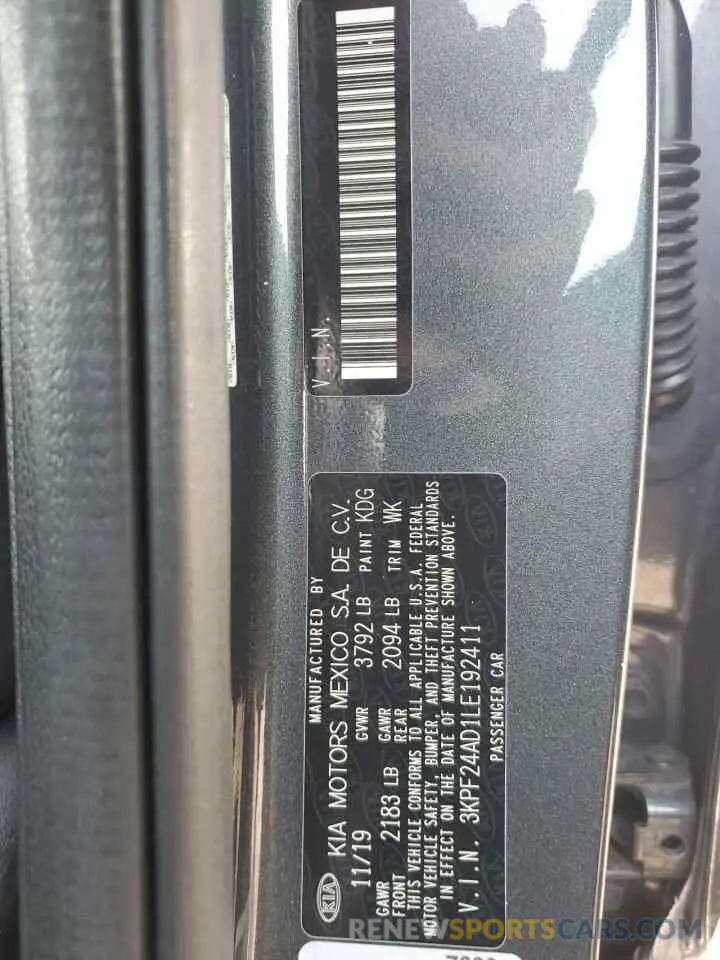 V.I.N.
MANUFACTURED BY
KIA KIA MOTORS MEXICO S.A. DE C.V.
11/19 GVWR 3792 LB PAINT KDG
GAWR FRONT 2183 LB GAWR REAR 2094 LB TRIM WK
THIS VEHICLE CONFORMS TO ALL APPLICABLE U.S.A. FEDERAL
MOTOR VEHICLE SAFETY, BUMPER, AND THEFT PREVENTION STANDARDS
IN EFFECT ON THE DATE OF MANUFACTURE SHOWN ABOVE.
V.I.N. 3KPF24AD1LE192411
PASSENGER CAR
RENEWSPORTSCARS.COM